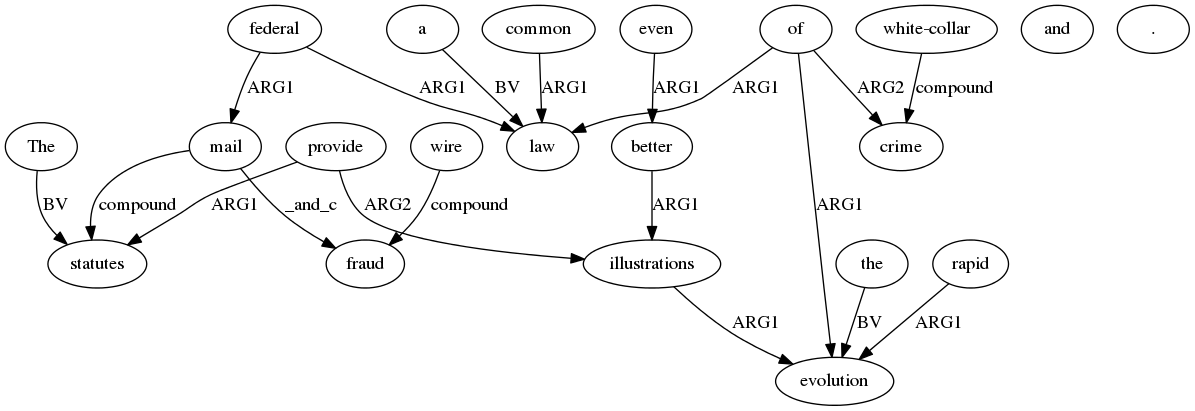 federal a common even of white-collar and .
ARG1 ARG1 BV ARG1 ARG1 ARG1 ARG2 compound
The mail provide wire law better crime
BV compound ARG1 _and_c ARG2 compound ARG1 ARG1
statutes fraud illustrations the rapid
ARG1 BV ARG1
evolution